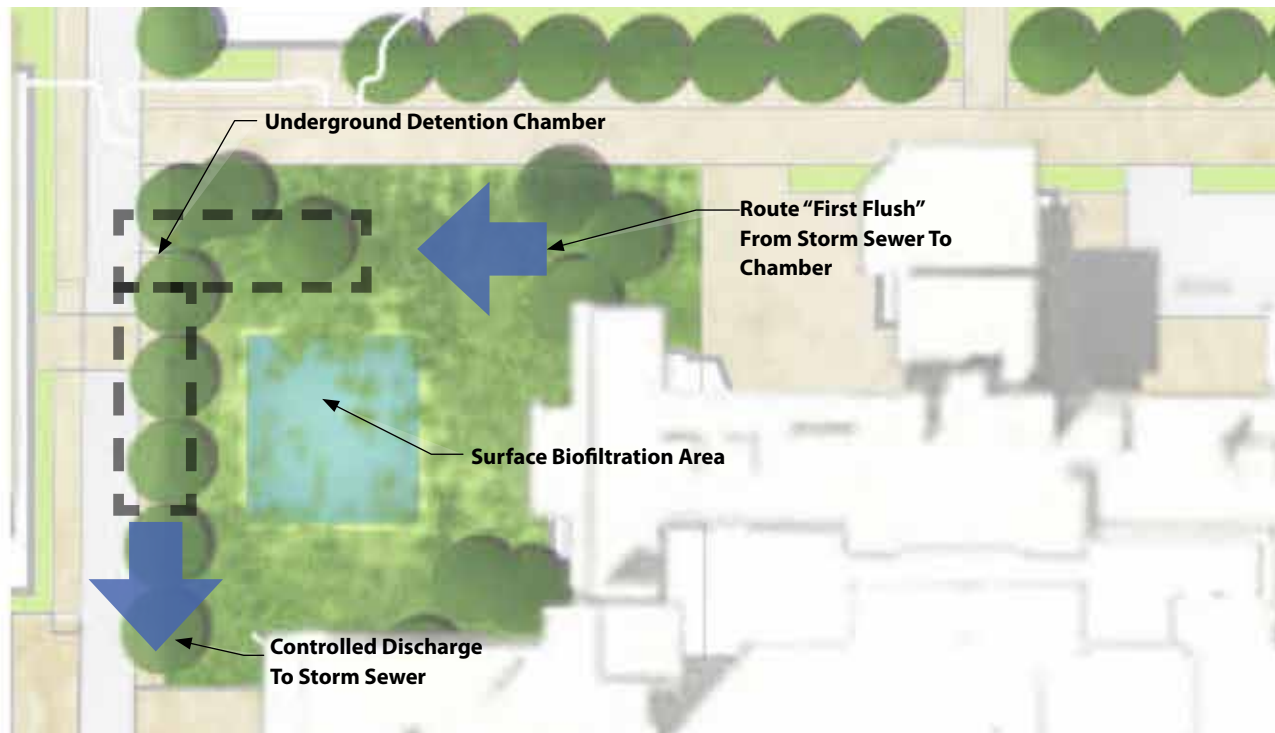 Underground Detention Chamber
Route “First Flush”
From Storm Sewer To
Chamber
Surface Biofiltration Area
Controlled Discharge
To Storm Sewer